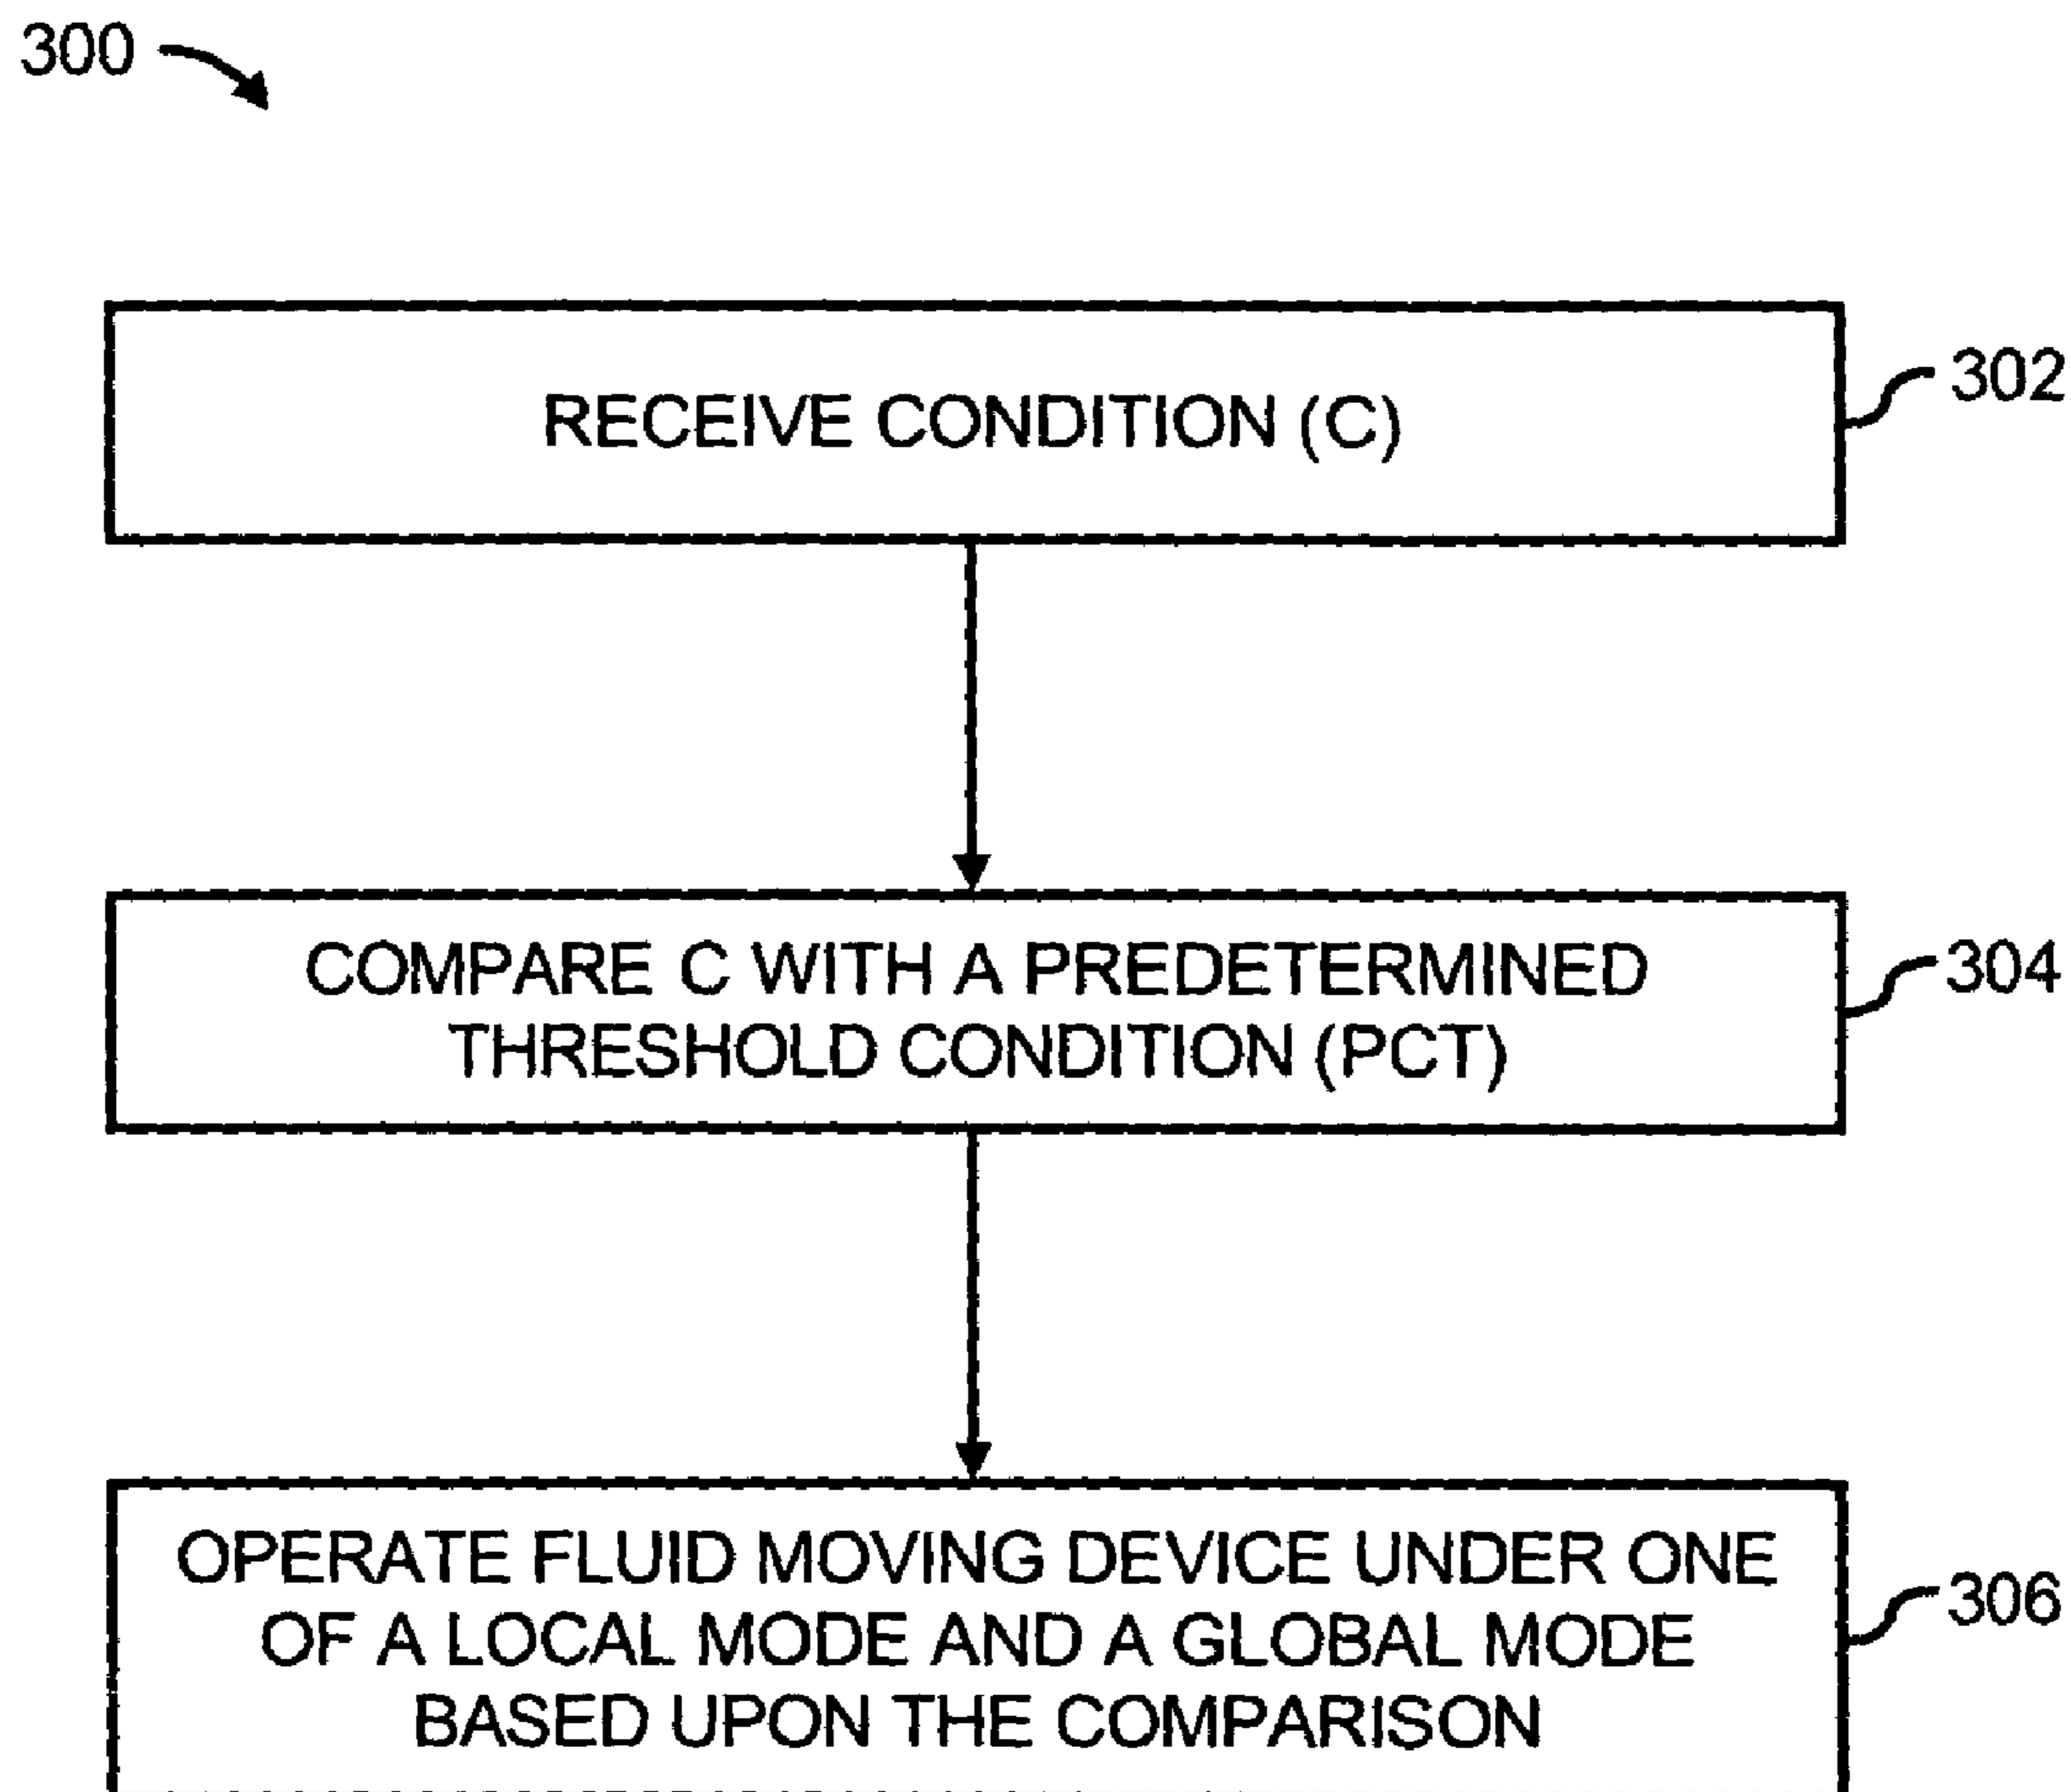 300
RECEIVE CONDITION (C)
302
COMPARE C WITH A PREDETERMINED
THRESHOLD CONDITION (PCT)
304
OPERATE FLUID MOVING DEVICE UNDER ONE
OF A LOCAL MODE AND A GLOBAL MODE
BASED UPON THE COMPARISON
306